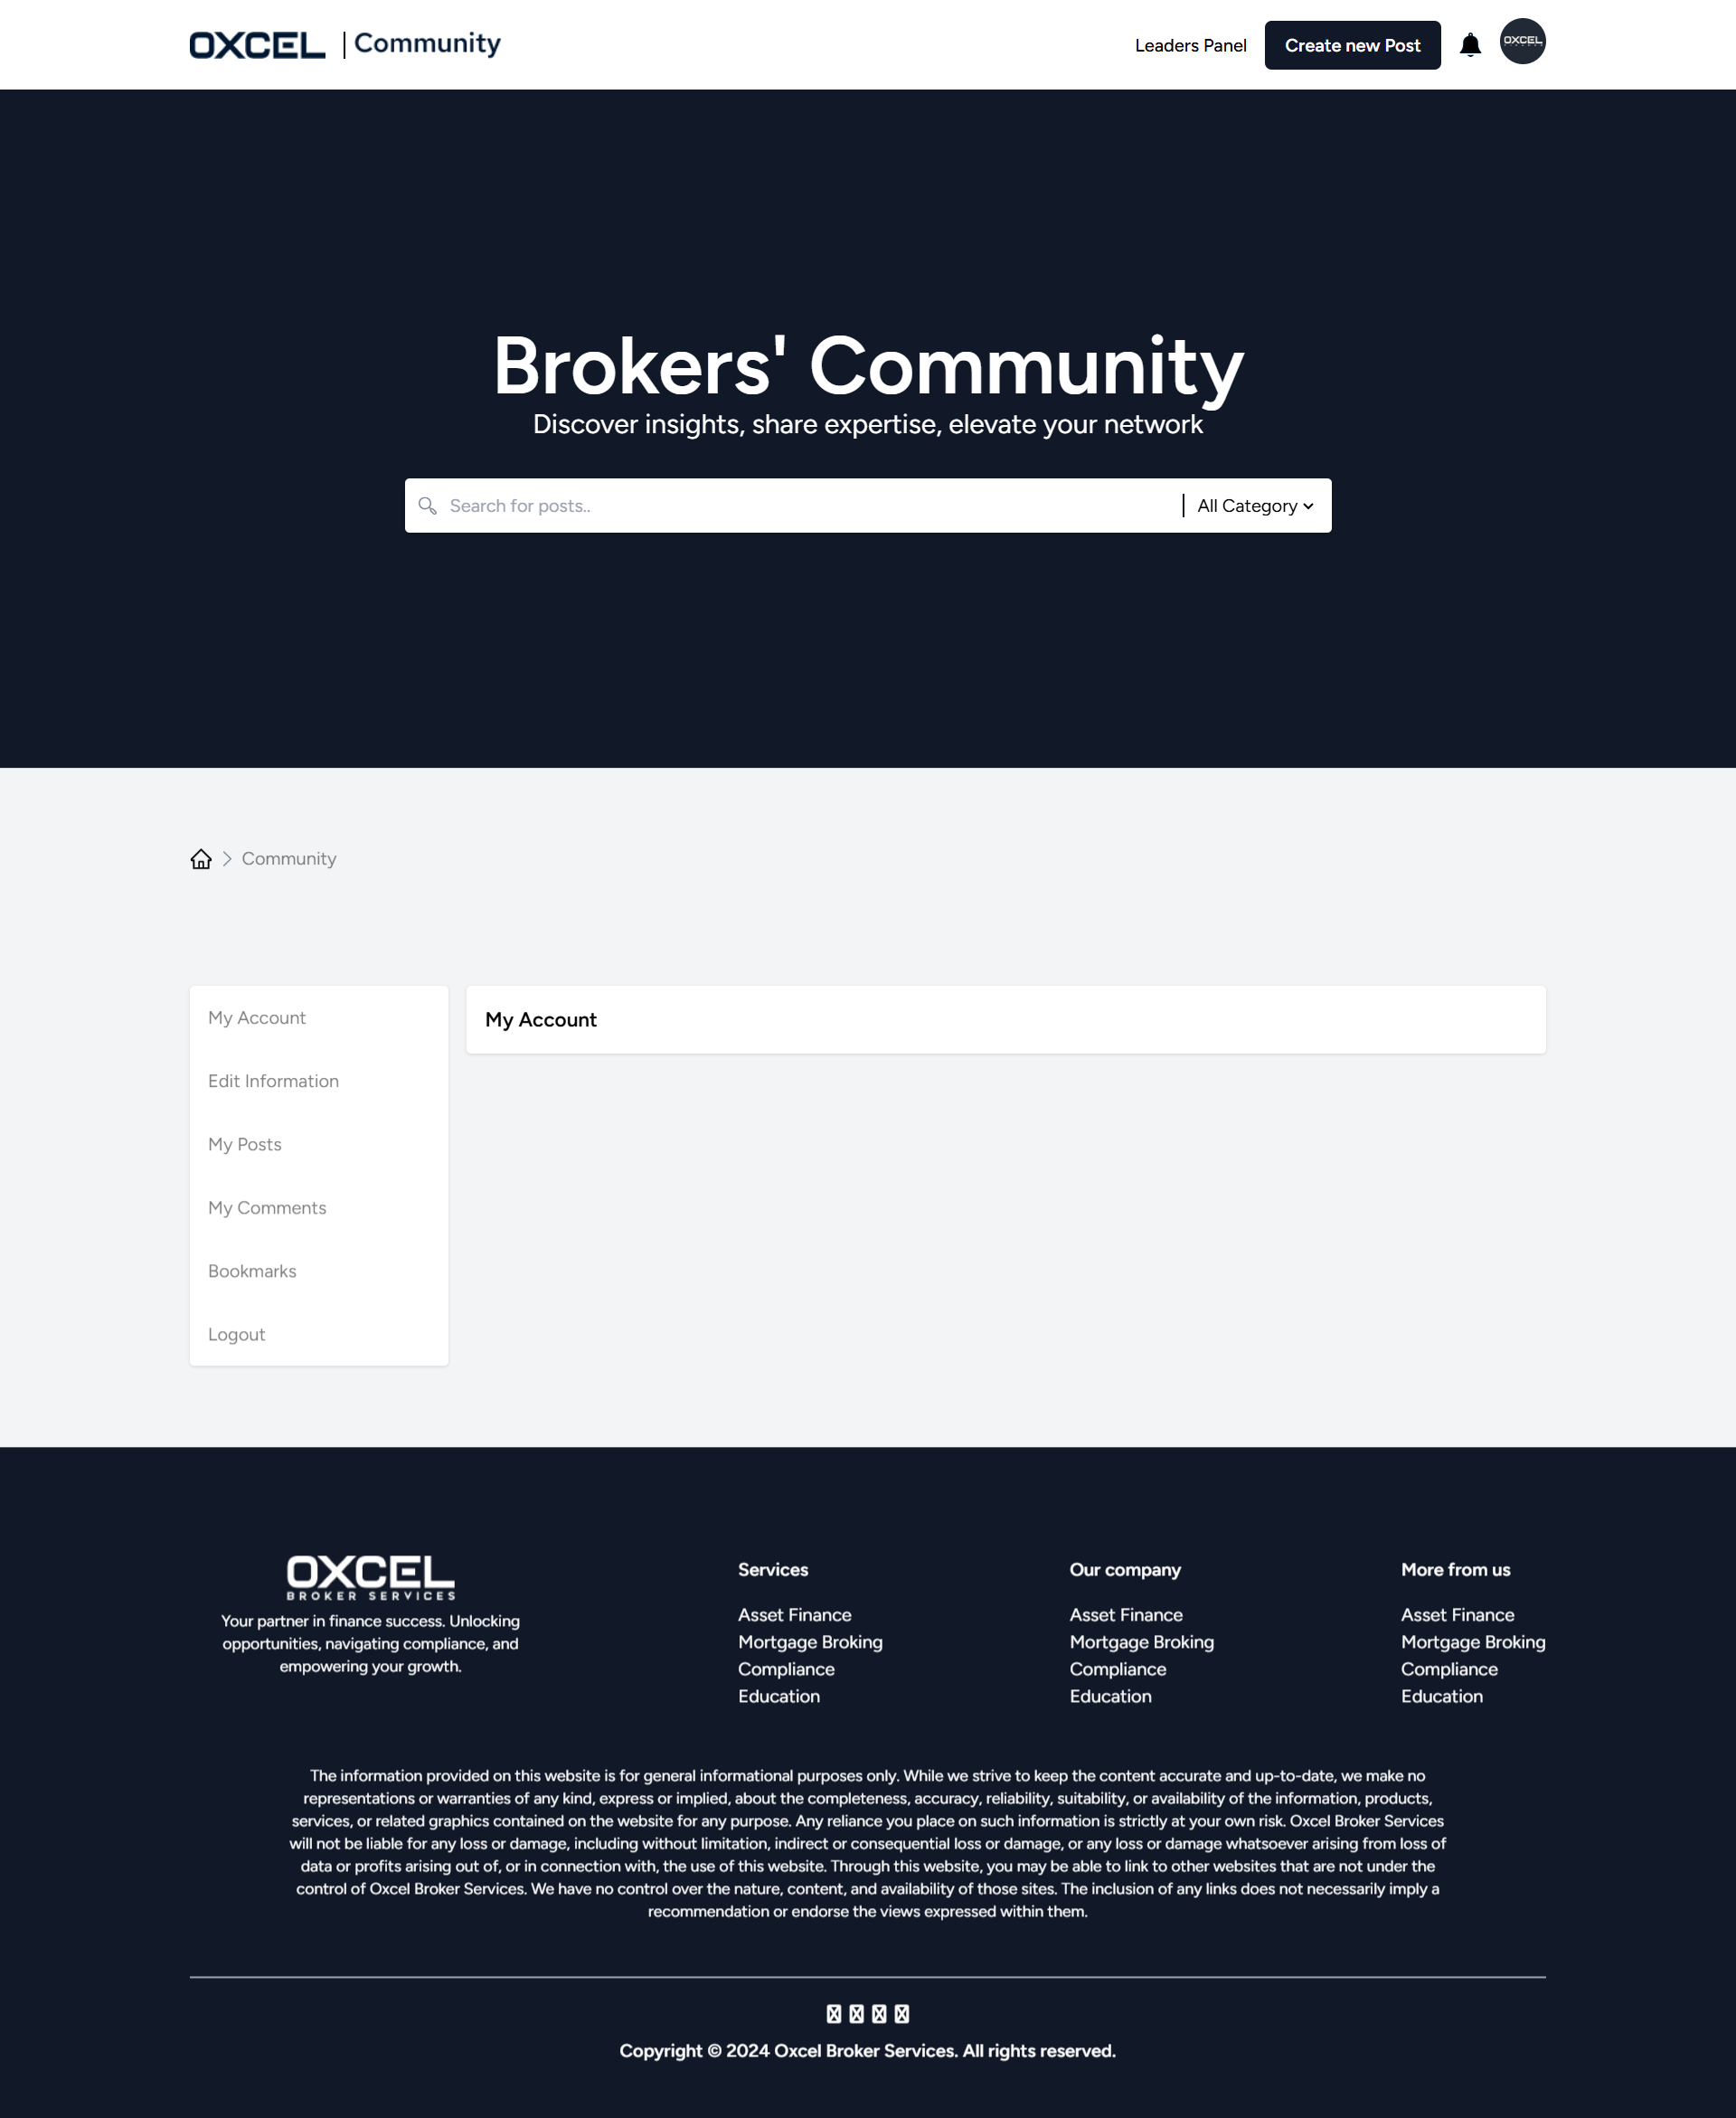 OXCEL | Community
Leaders Panel
Create new Post
OXCEL
Brokers' Community
Discover insights, share expertise, elevate your network
Search for posts..
All Category
Community
My Account
Edit Information
My Posts
My Comments
Bookmarks
Logout
My Account
OXCEL
BROKER SERVICES
Your partner in finance success. Unlocking
opportunities, navigating compliance, and
empowering your growth.
Services
Asset Finance
Mortgage Broking
Compliance
Education
Our company
Asset Finance
Mortgage Broking
Compliance
Education
More from us
Asset Finance
Mortgage Broking
Compliance
Education
The information provided on this website is for general informational purposes only. While we strive to keep the content accurate and up-to-date, we make no
representations or warranties of any kind, express or implied, about the completeness, accuracy, reliability, suitability, or availability of the information, products,
services, or related graphics contained on the website for any purpose. Any reliance you place on such information is strictly at your own risk. Oxcel Broker Services
will not be liable for any loss or damage, including without limitation, indirect or consequential loss or damage, or any loss or damage whatsoever arising from loss of
data or profits arising out of, or in connection with, the use of this website. Through this website, you may be able to link to other websites that are not under the
control of Oxcel Broker Services. We have no control over the nature, content, and availability of those sites. The inclusion of any links does not necessarily imply a
recommendation or endorse the views expressed within them.
Copyright © 2024 Oxcel Broker Services. All rights reserved.